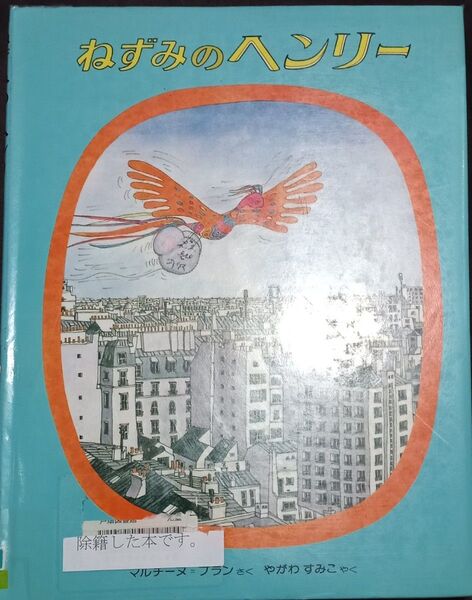 ねずみのヘンリー
除籍した本です。
マルチーヌ=ブランさく やがわ すみこ やく